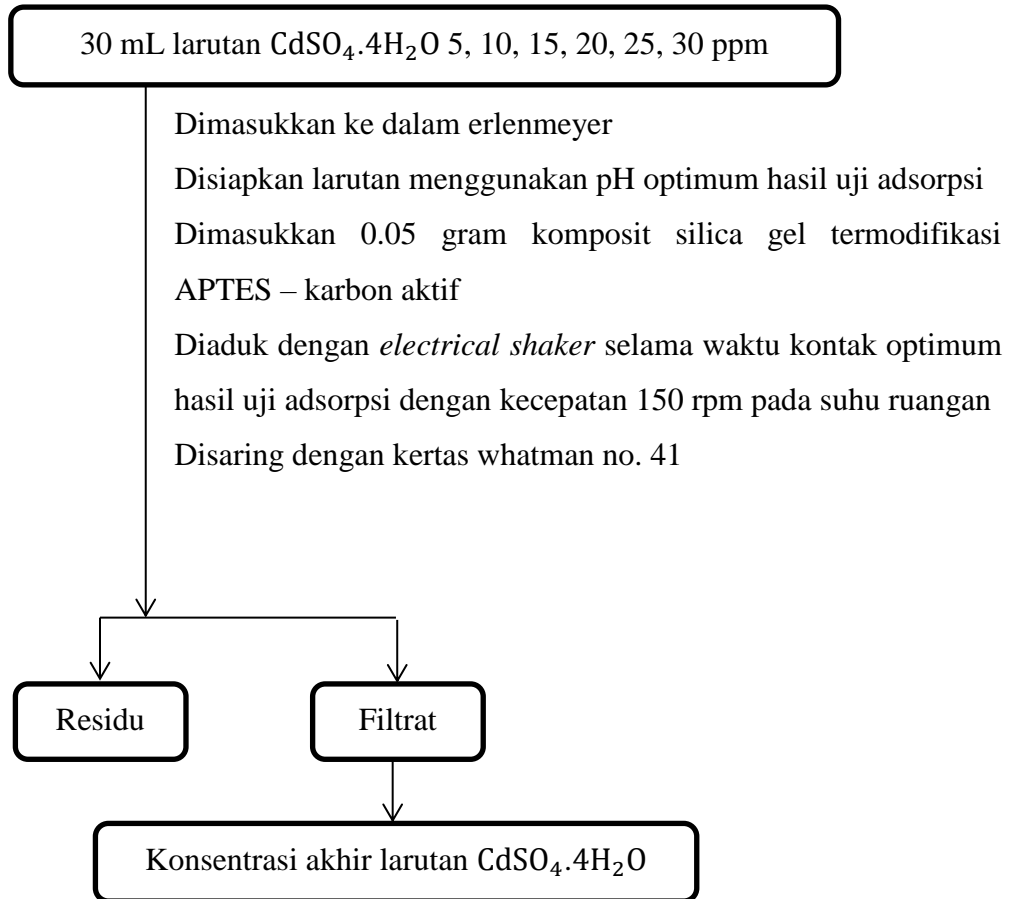 30 mL larutan CdSO₄.4H₂O 5, 10, 15, 20, 25, 30 ppm
Dimasukkan ke dalam erlenmeyer
Disiapkan larutan menggunakan pH optimum hasil uji adsorpsi
Dimasukkan 0.05 gram komposit silica gel termodifikasi
APTES – karbon aktif
Diaduk dengan electrical shaker selama waktu kontak optimum
hasil uji adsorpsi dengan kecepatan 150 rpm pada suhu ruangan
Disaring dengan kertas whatman no. 41
Residu
Filtrat
Konsentrasi akhir larutan CdSO₄.4H₂O